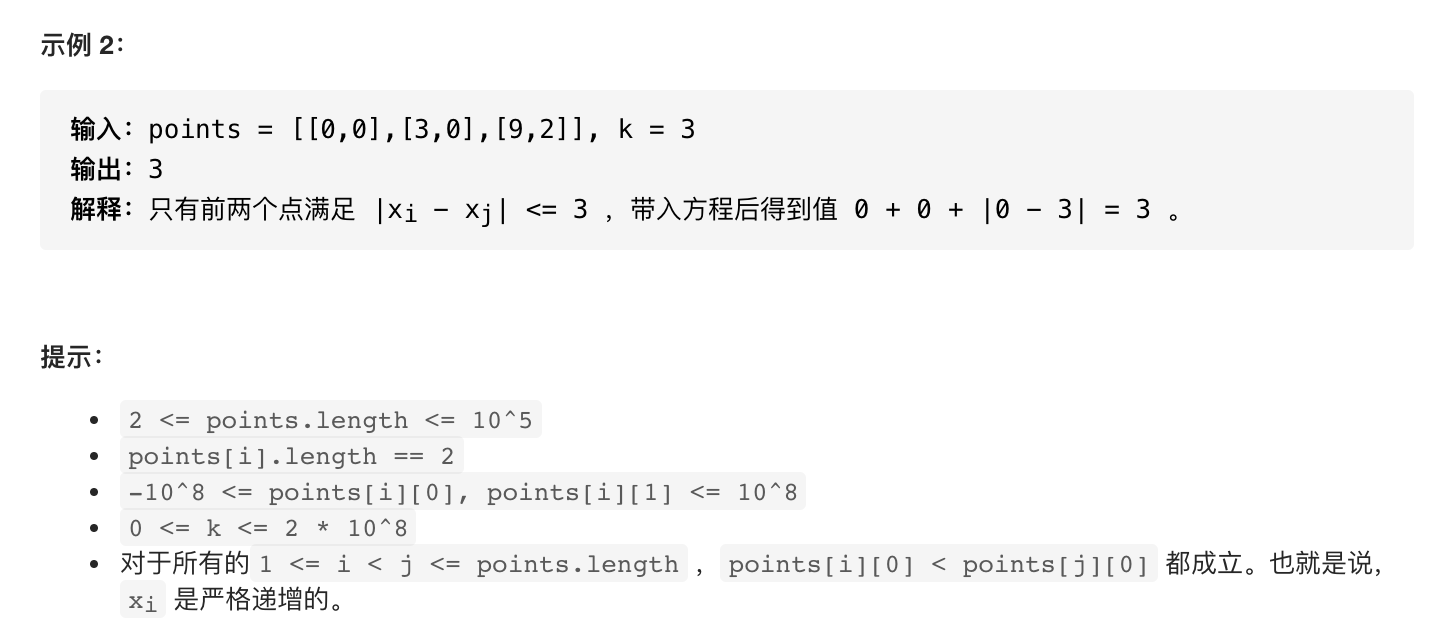 示例 2：
输入：points = [[0,0],[3,0],[9,2]], k = 3
输出：3
解释：只有前两个点满足 |xi - xj| <= 3 ，带入方程后得到值 0 + 0 + |0 - 3| = 3 。
提示：
2 <= points.length <= 10^5
points[i].length == 2
-10^8 <= points[i][0], points[i][1] <= 10^8
0 <= k <= 2 * 10^8
对于所有的 1 <= i < j <= points.length ，points[i][0] < points[j][0] 都成立。也就是说，
xi 是严格递增的。